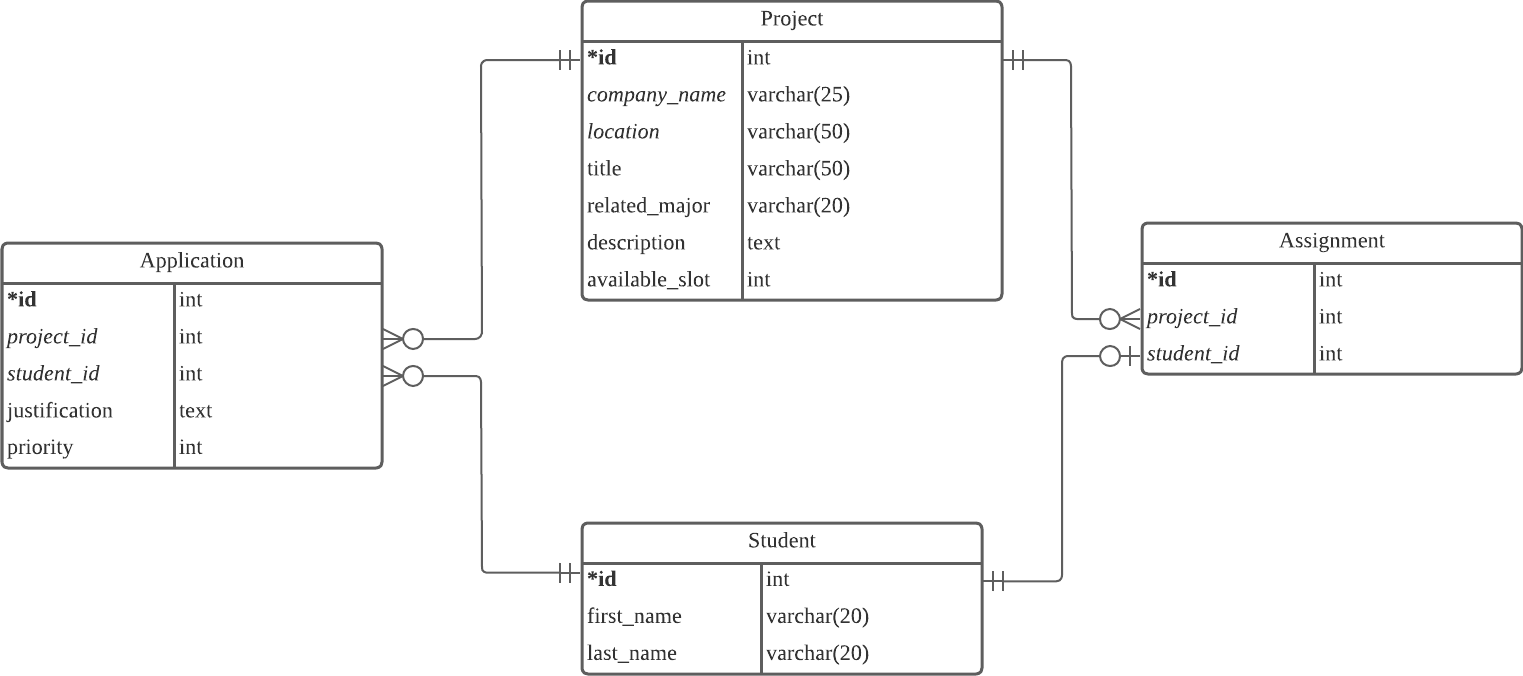 Project
*id int
company_name varchar(25)
location varchar(50)
title varchar(50)
related_major varchar(20)
description text
available_slot int
Application
*id int
project_id int
student_id int
justification text
priority int
Assignment
*id int
project_id int
student_id int
Student
*id int
first_name varchar(20)
last_name varchar(20)